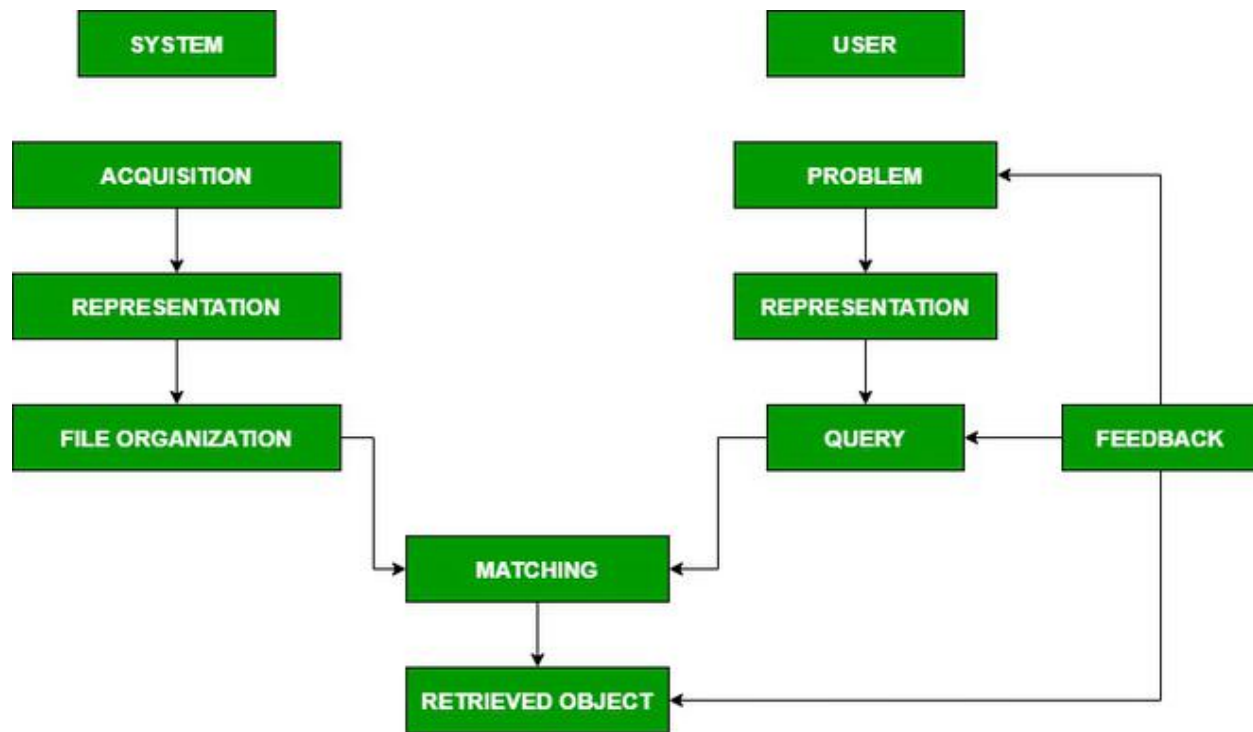 SYSTEM
USER
ACQUISITION
PROBLEM
REPRESENTATION
REPRESENTATION
FILE ORGANIZATION
QUERY
FEEDBACK
MATCHING
RETRIEVED OBJECT